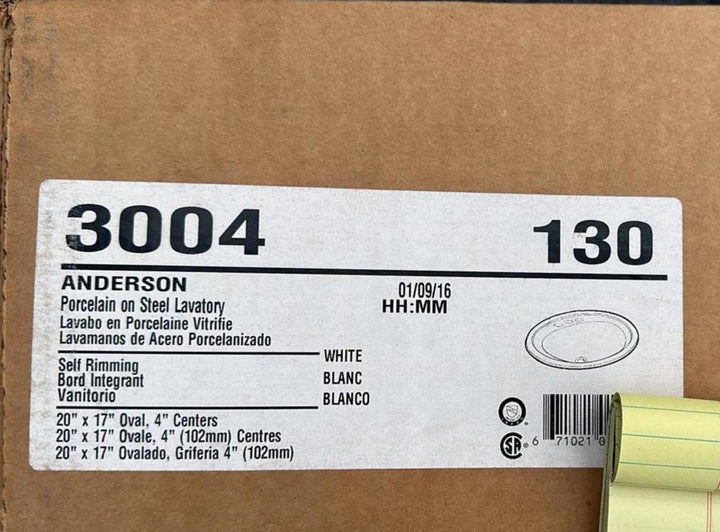 3004
130
ANDERSON
Porcelain on Steel Lavatory
Lavabo en Porcelaine Vitrifie
Lavamanos de Acero Porcelanizado
01/09/16
HH:MM
Self Rimming
Bord Integrant
Vanitorio
WHITE
BLANC
BLANCO
20" x 17" Oval, 4" Centers
20" x 17" Ovale, 4" (102mm) Centres
20" x 17" Ovalado, Griferia 4" (102mm)
SA
6 71021 0